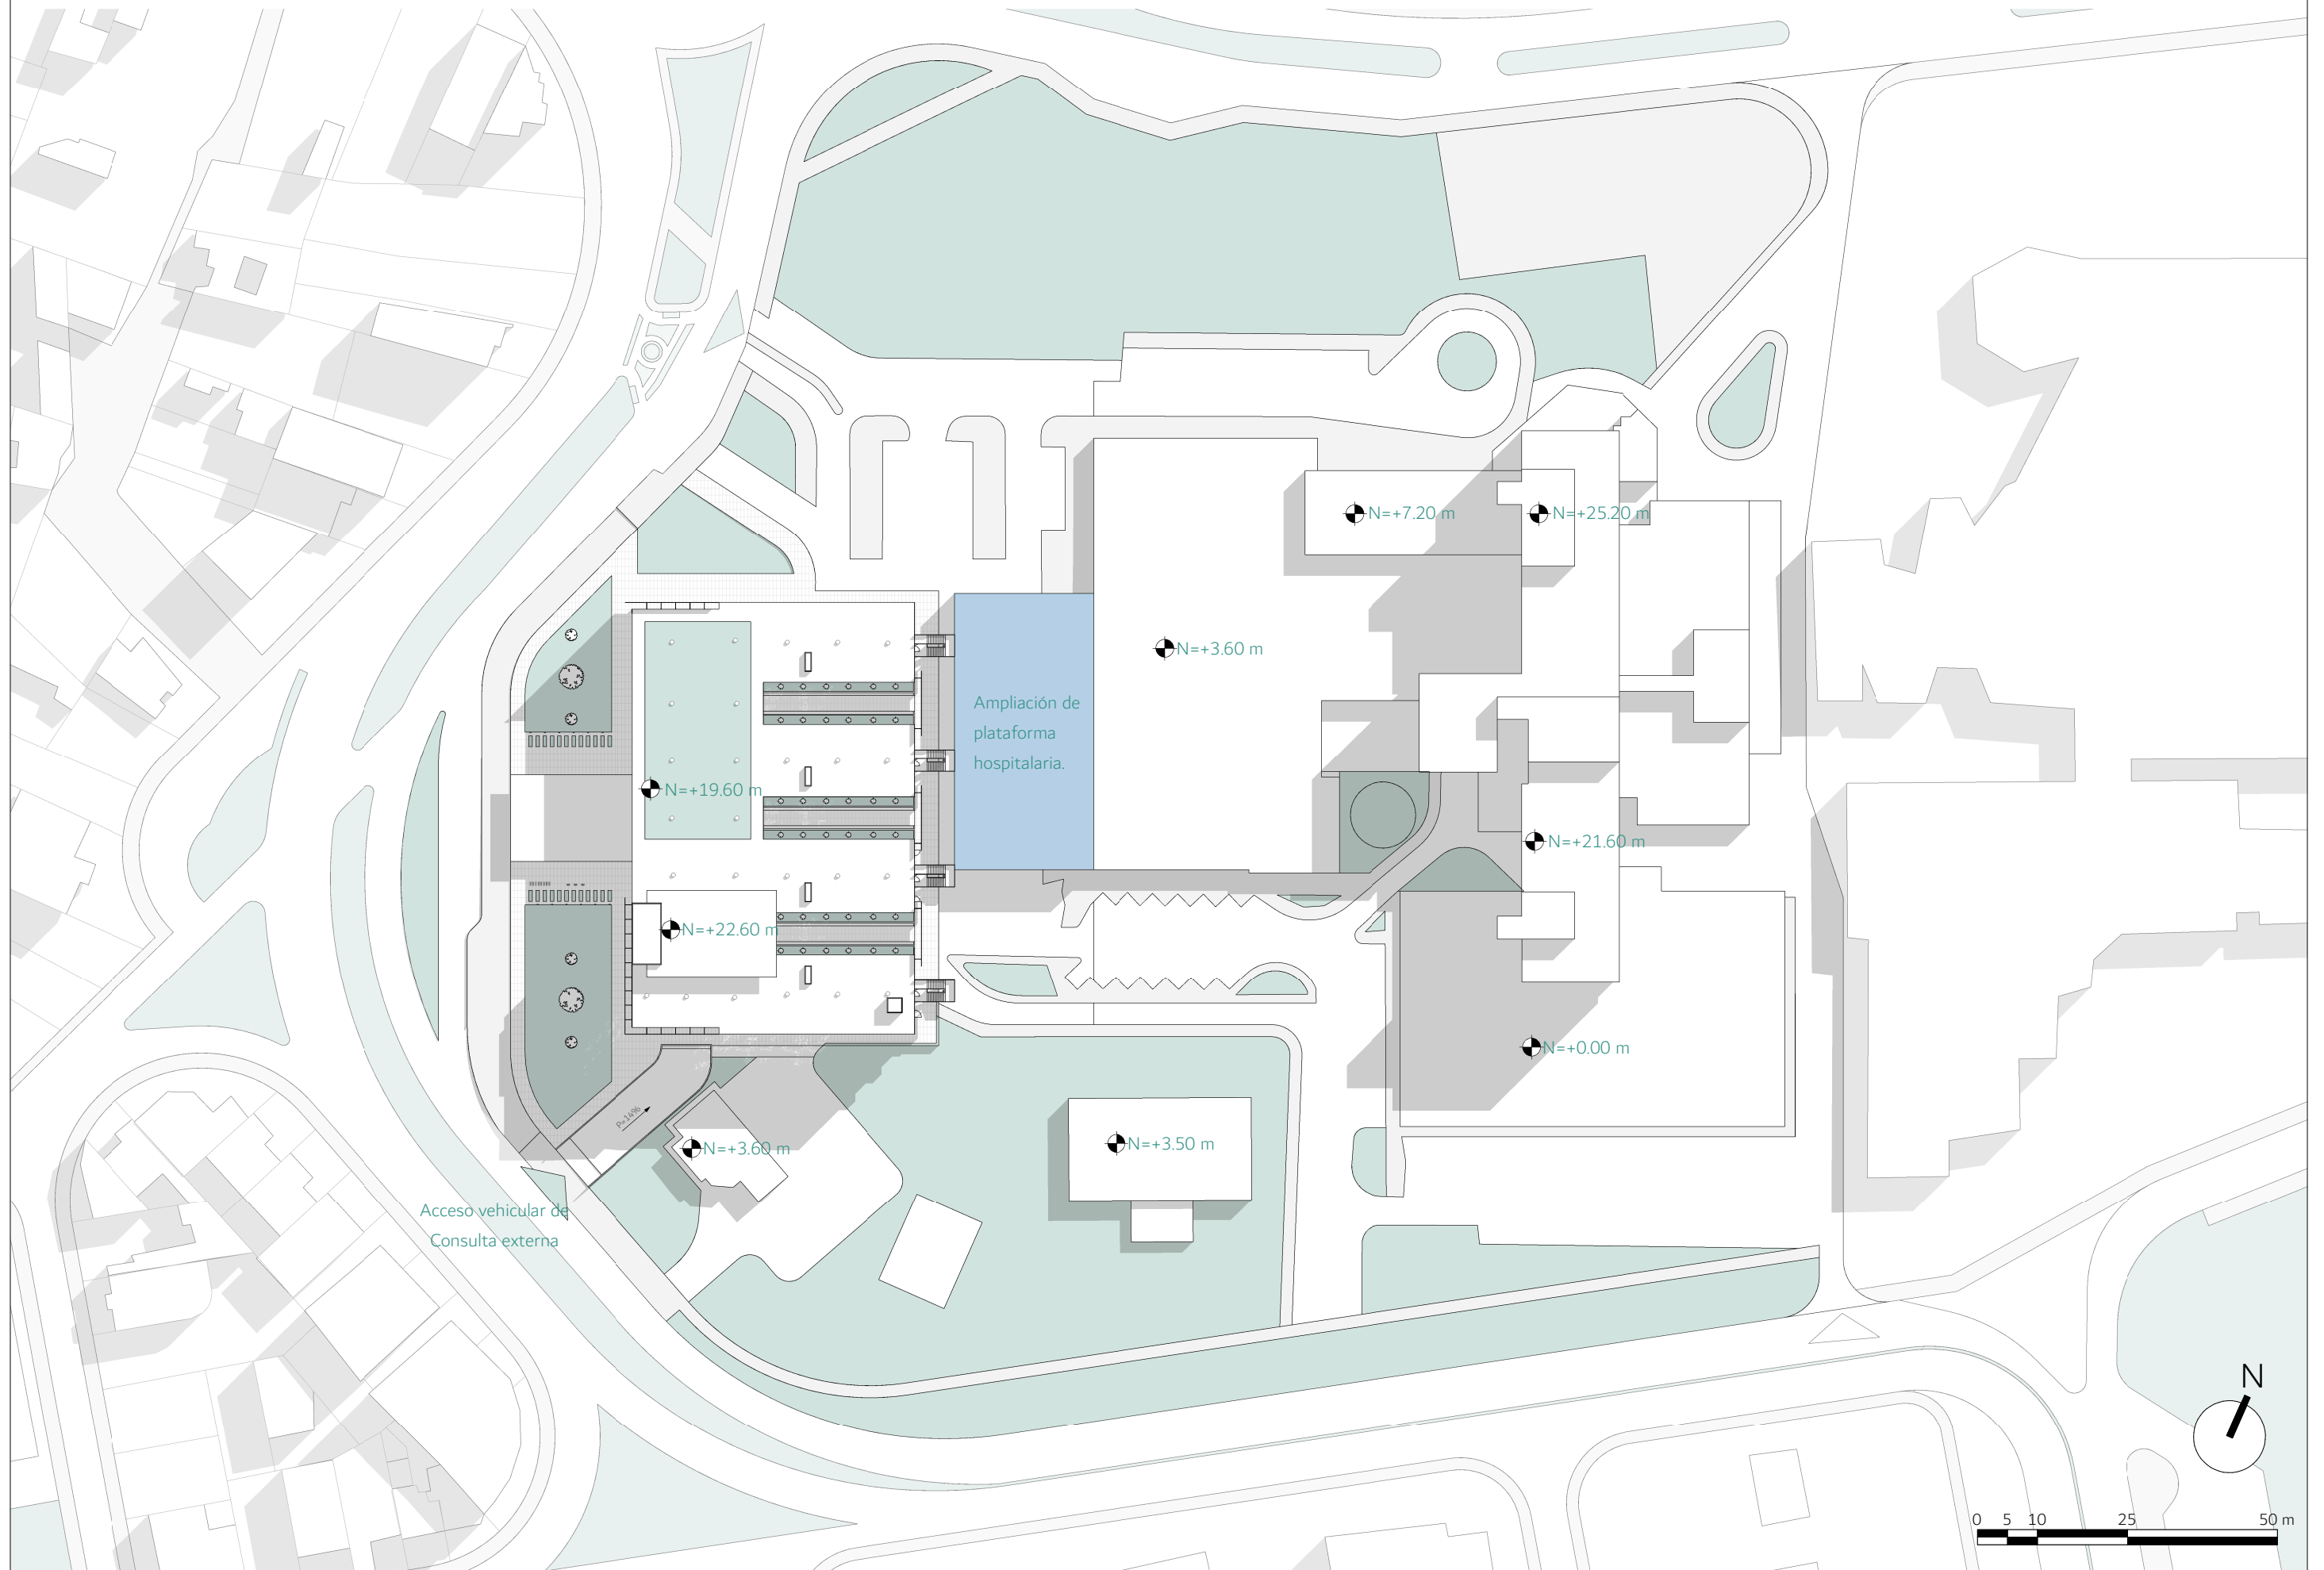 N=+7.20 m
N=+25.20 m
N=+3.60 m
Ampliación de
plataforma
hospitalaria.
N=+19.60 m
N=+21.60 m
N=+22.60 m
N=+0.00 m
P=14%
N=+3.60 m
N=+3.50 m
Acceso vehicular de
Consulta externa
N
0 5 10 25 50 m